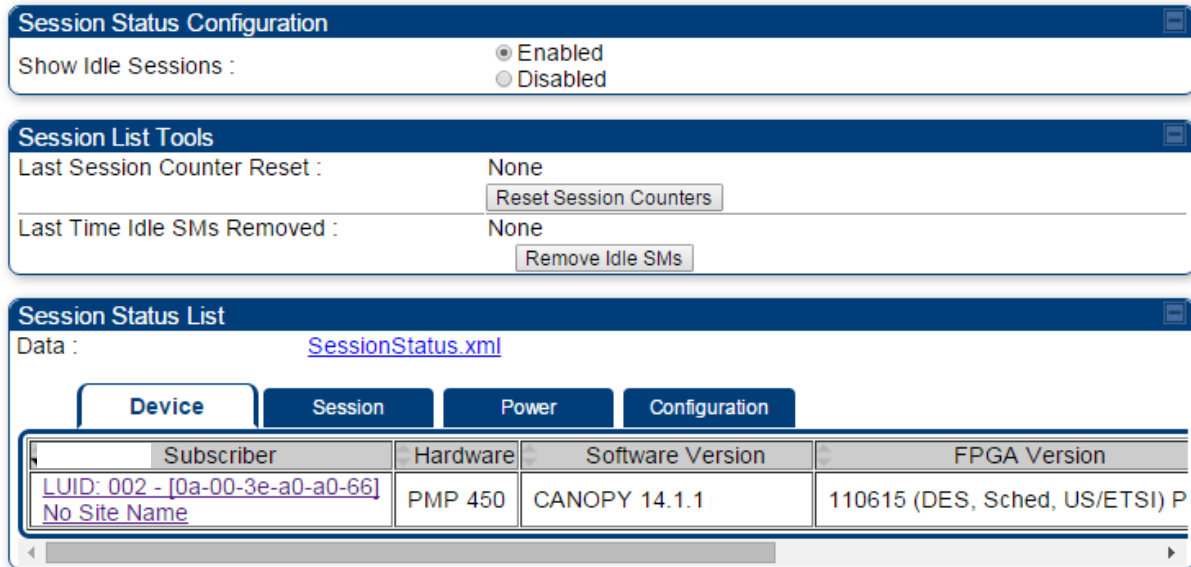 Session Status Configuration
Show Idle Sessions :
Enabled
Disabled
Session List Tools
Last Session Counter Reset :
None
Reset Session Counters
Last Time Idle SMs Removed :
None
Remove Idle SMs
Session Status List
Data :
SessionStatus.xml
Device
Session
Power
Configuration
Subscriber
Hardware
Software Version
FPGA Version
LUID: 002 - [0a-00-3e-a0-a0-66]
No Site Name
PMP 450
CANOPY 14.1.1
110615 (DES, Sched, US/ETSI) P